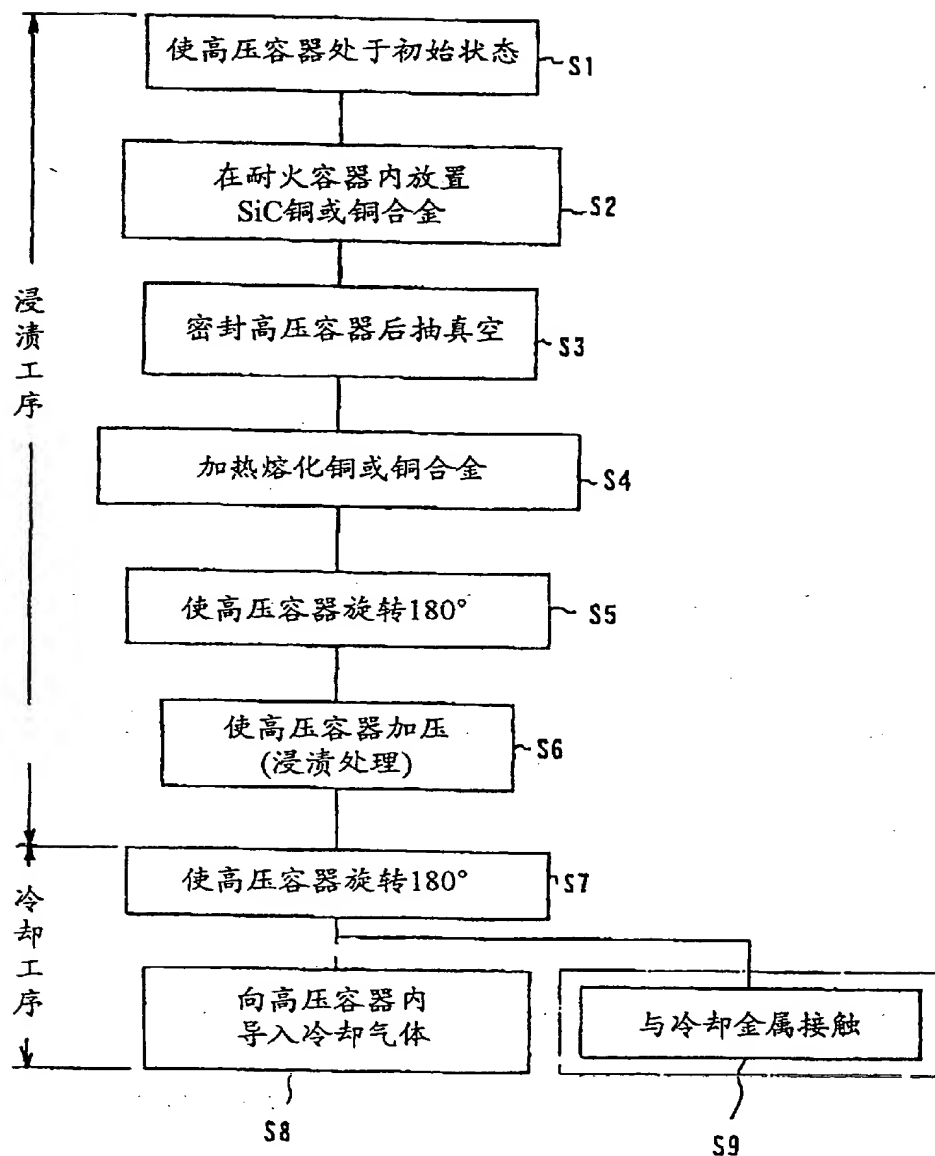 使高压容器处于初始状态
S1
在耐火容器内放置
SiC铜或铜合金
S2
密封高压容器后抽真空
S3
加热熔化铜或铜合金
S4
使高压容器旋转180°
S5
使高压容器加压
(浸渍处理)
S6
浸渍工序
使高压容器旋转180°
S7
冷却工序
向高压容器内
导入冷却气体
S8
与冷却金属接触
S9